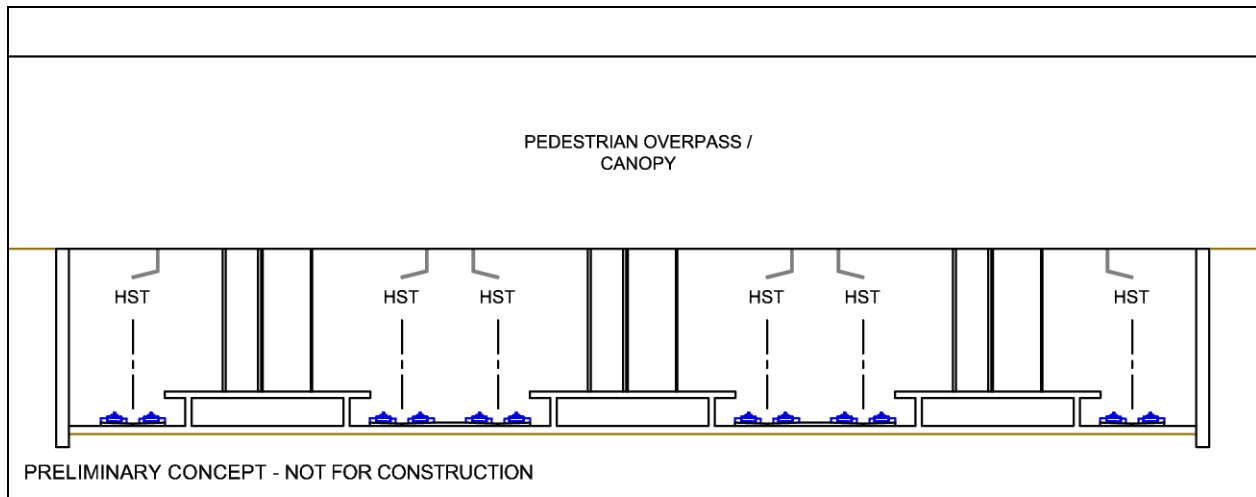 PEDESTRIAN OVERPASS /
CANOPY
HST
HST
HST
HST
HST
HST
PRELIMINARY CONCEPT - NOT FOR CONSTRUCTION